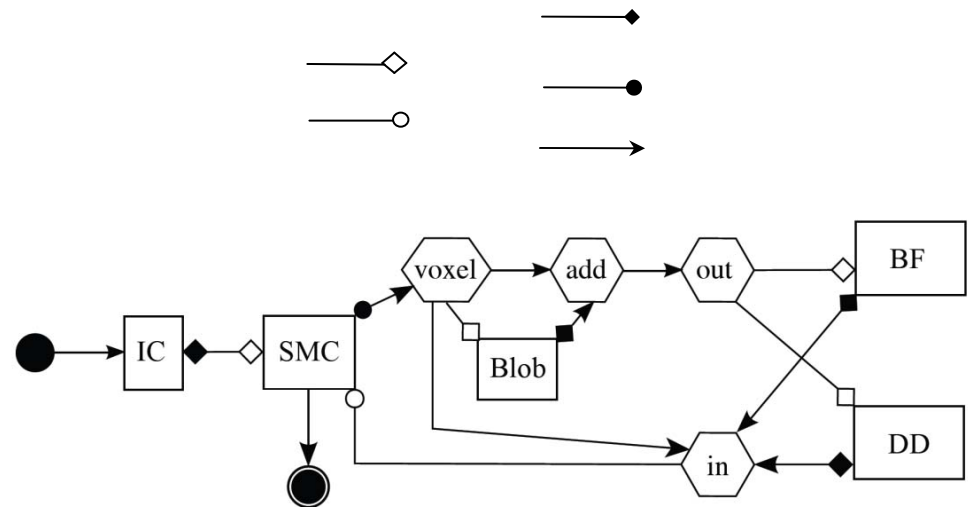 voxel
add
out
BF
IC
SMC
Blob
DD
in